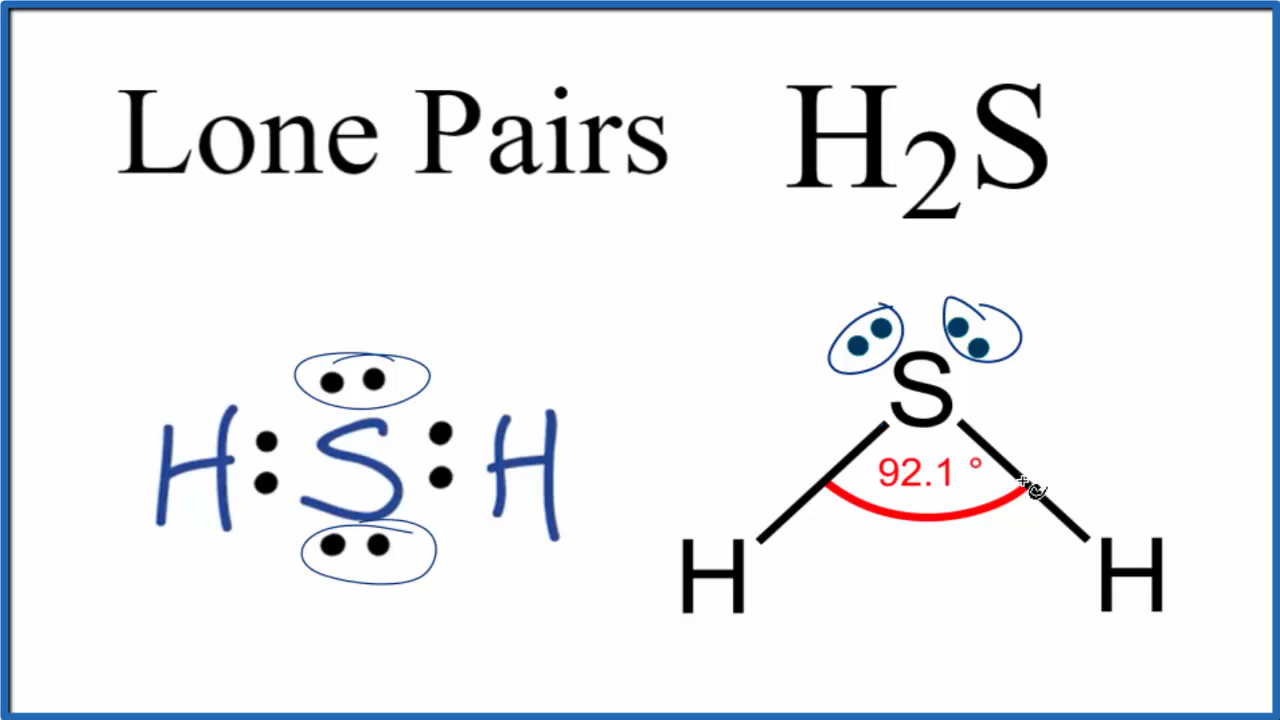 Lone Pairs H₂S
H : S : H
S
92.1 °
H H